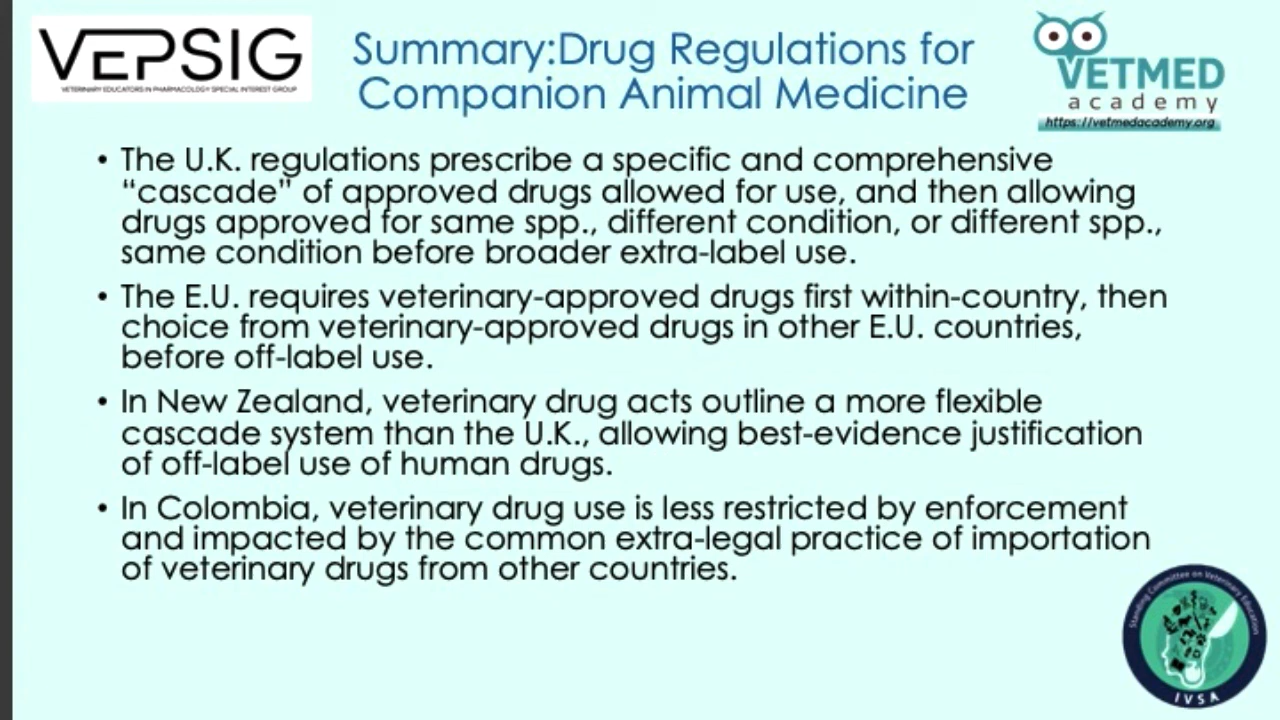 VEPSIG
VETERINARY EDUCATORS IN PHARMACOLOGY SPECIAL INTEREST GROUP
Summary:Drug Regulations for
Companion Animal Medicine
VETMED
academy
https://vetmedacademy.org
• The U.K. regulations prescribe a specific and comprehensive
“cascade” of approved drugs allowed for use, and then allowing
drugs approved for same spp., different condition, or different spp.,
same condition before broader extra-label use.
• The E.U. requires veterinary-approved drugs first within-country, then
choice from veterinary-approved drugs in other E.U. countries,
before off-label use.
• In New Zealand, veterinary drug acts outline a more flexible
cascade system than the U.K., allowing best-evidence justification
of off-label use of human drugs.
• In Colombia, veterinary drug use is less restricted by enforcement
and impacted by the common extra-legal practice of importation
of veterinary drugs from other countries.
Standing Committee on Veterinary Education
IVSA